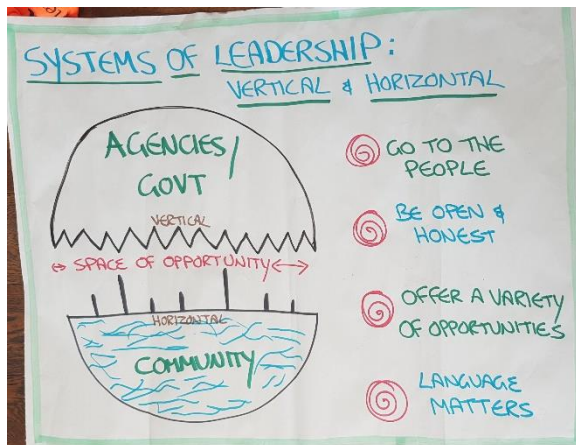 SYSTEMS OF LEADERSHIP:
VERTICAL & HORIZONTAL
AGENCIES/
GOVT
VERTICAL
SPACE OF OPPORTUNITY
HORIZONTAL
COMMUNITY
GO TO THE
PEOPLE
BE OPEN &
HONEST
OFFER A VARIETY
OF OPPORTUNITIES
LANGUAGE
MATTERS